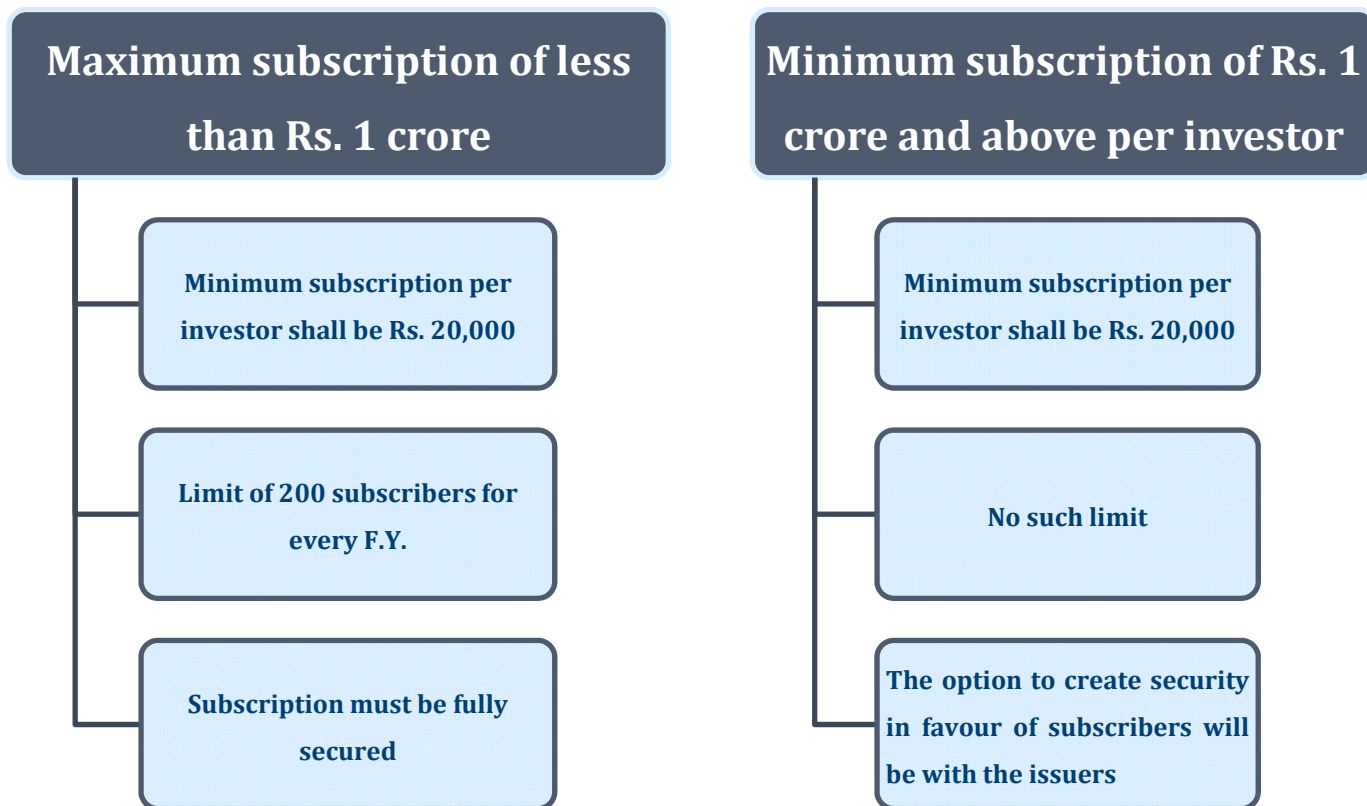 Maximum subscription of less
than Rs. 1 crore
Minimum subscription per
investor shall be Rs. 20,000
Limit of 200 subscribers for
every F.Y.
Subscription must be fully
secured
Minimum subscription of Rs. 1
crore and above per investor
Minimum subscription per
investor shall be Rs. 20,000
No such limit
The option to create security
in favour of subscribers will
be with the issuers